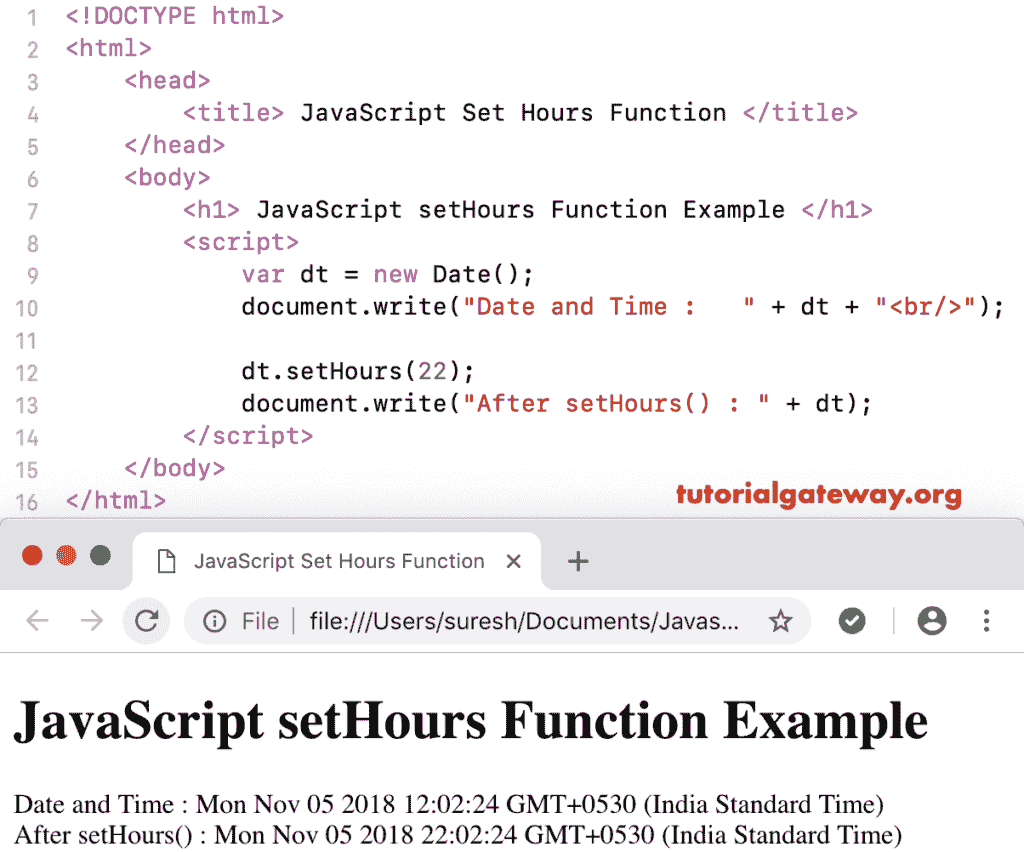 1 <!DOCTYPE html>
2 <html>
3     <head>
4         <title> JavaScript Set Hours Function </title>
5     </head>
6     <body>
7         <h1> JavaScript setHours Function Example </h1>
8         <script>
9             var dt = new Date();
10             document.write("Date and Time :   " + dt + "<br/>");
11
12             dt.setHours(22);
13             document.write("After setHours() : " + dt);
14         </script>
15     </body>
16 </html>
tutorialgateway.org
JavaScript Set Hours Function
File | file:///Users/suresh/Documents/Javas...
JavaScript setHours Function Example
Date and Time : Mon Nov 05 2018 12:02:24 GMT+0530 (India Standard Time)
After setHours() : Mon Nov 05 2018 22:02:24 GMT+0530 (India Standard Time)